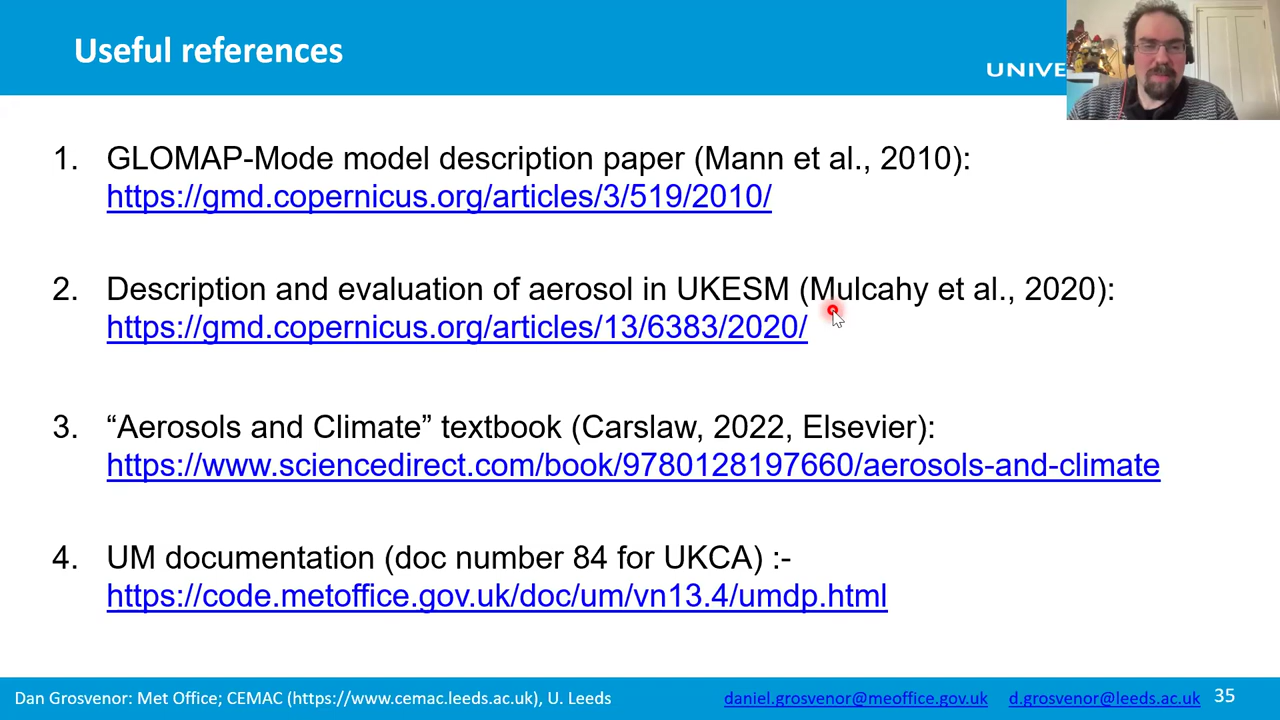 Useful references
UNIVE
1. GLOMAP-Mode model description paper (Mann et al., 2010):
https://gmd.copernicus.org/articles/3/519/2010/
2. Description and evaluation of aerosol in UKESM (Mulcahy et al., 2020):
https://gmd.copernicus.org/articles/13/6383/2020/
3. “Aerosols and Climate” textbook (Carslaw, 2022, Elsevier):
https://www.sciencedirect.com/book/9780128197660/aerosols-and-climate
4. UM documentation (doc number 84 for UKCA) :-
https://code.metoffice.gov.uk/doc/um/vn13.4/umdp.html
Dan Grosvenor: Met Office; CEMAC (https://www.cemac.leeds.ac.uk), U. Leeds daniel.grosvenor@meoffice.gov.uk d.grosvenor@leeds.ac.uk 35